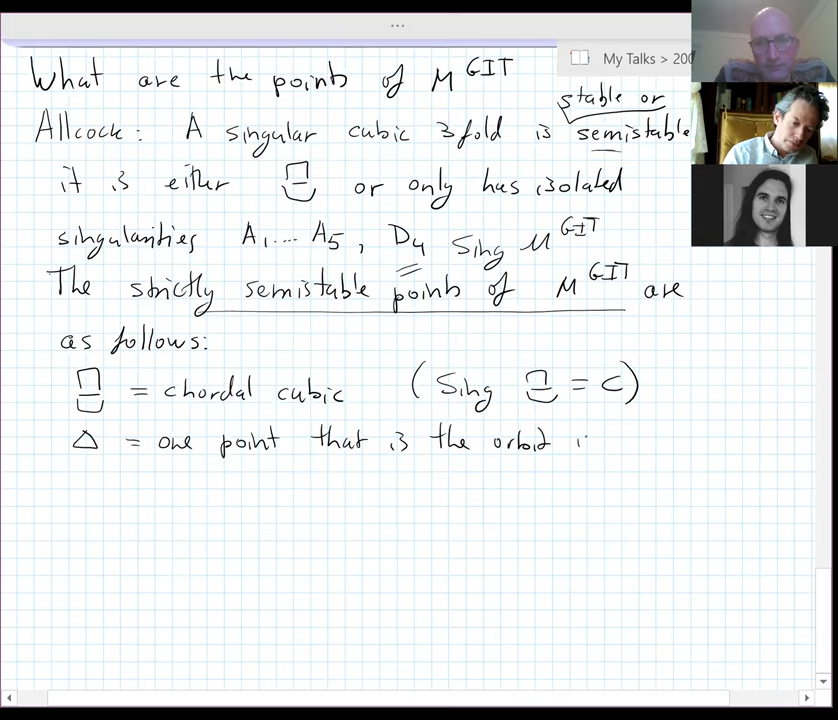 What are the points of M^GIT
My Talks > 200
Allcock: A singular cubic 3fold is stable or semistable
it is either Ξ or only has isolated
singularities A₁.... A₅, D₄ Sing M^GIT
The strictly semistable points of M^GIT are
as follows:
Ξ = chordal cubic (Sing Ξ = C)
Δ = one point that is the orbit